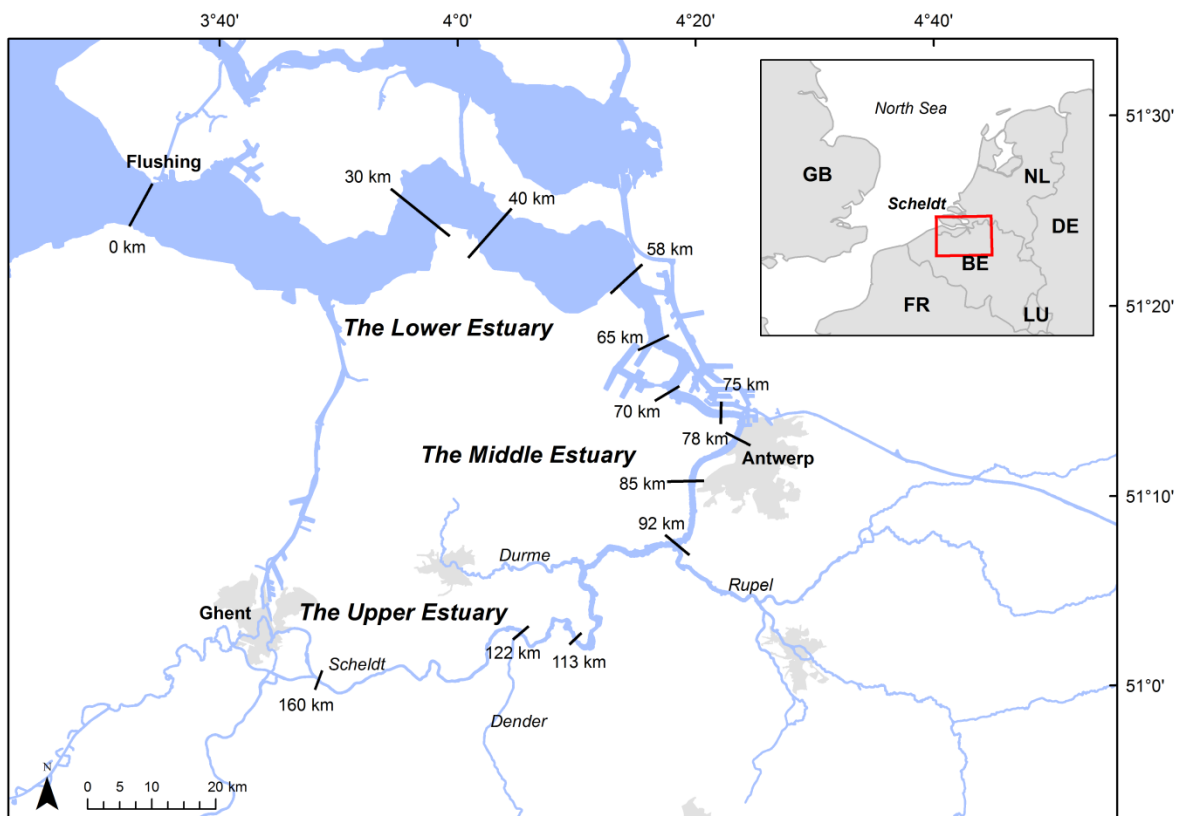 3°40'
4°0'
4°20'
4°40'
51°30'
51°20'
51°10'
51°0'
Flushing
0 km
30 km
40 km
58 km
The Lower Estuary
65 km
70 km
75 km
78 km
The Middle Estuary
Antwerp
85 km
92 km
Durme
Rupel
Ghent
The Upper Estuary
Scheldt
122 km
113 km
160 km
Dender
N
0 5 10 20 km
North Sea
GB
NL
Scheldt
DE
BE
FR
LU